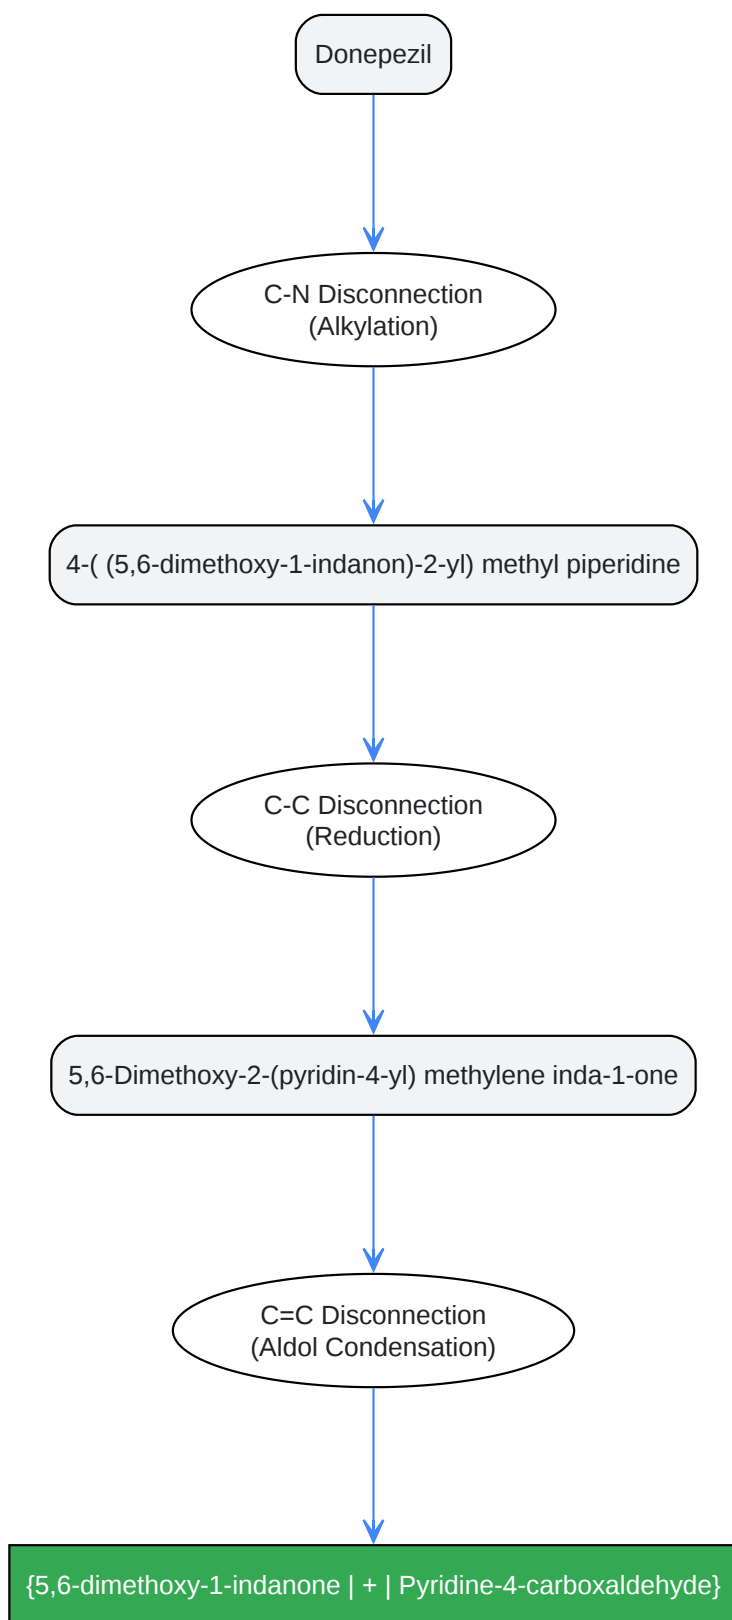 Donepezil
C-N Disconnection
(Alkylation)
4-( (5,6-dimethoxy-1-indanon)-2-yl) methyl piperidine
C-C Disconnection
(Reduction)
5,6-Dimethoxy-2-(pyridin-4-yl) methylene inda-1-one
C=C Disconnection
(Aldol Condensation)
{5,6-dimethoxy-1-indanone | + | Pyridine-4-carboxaldehyde}